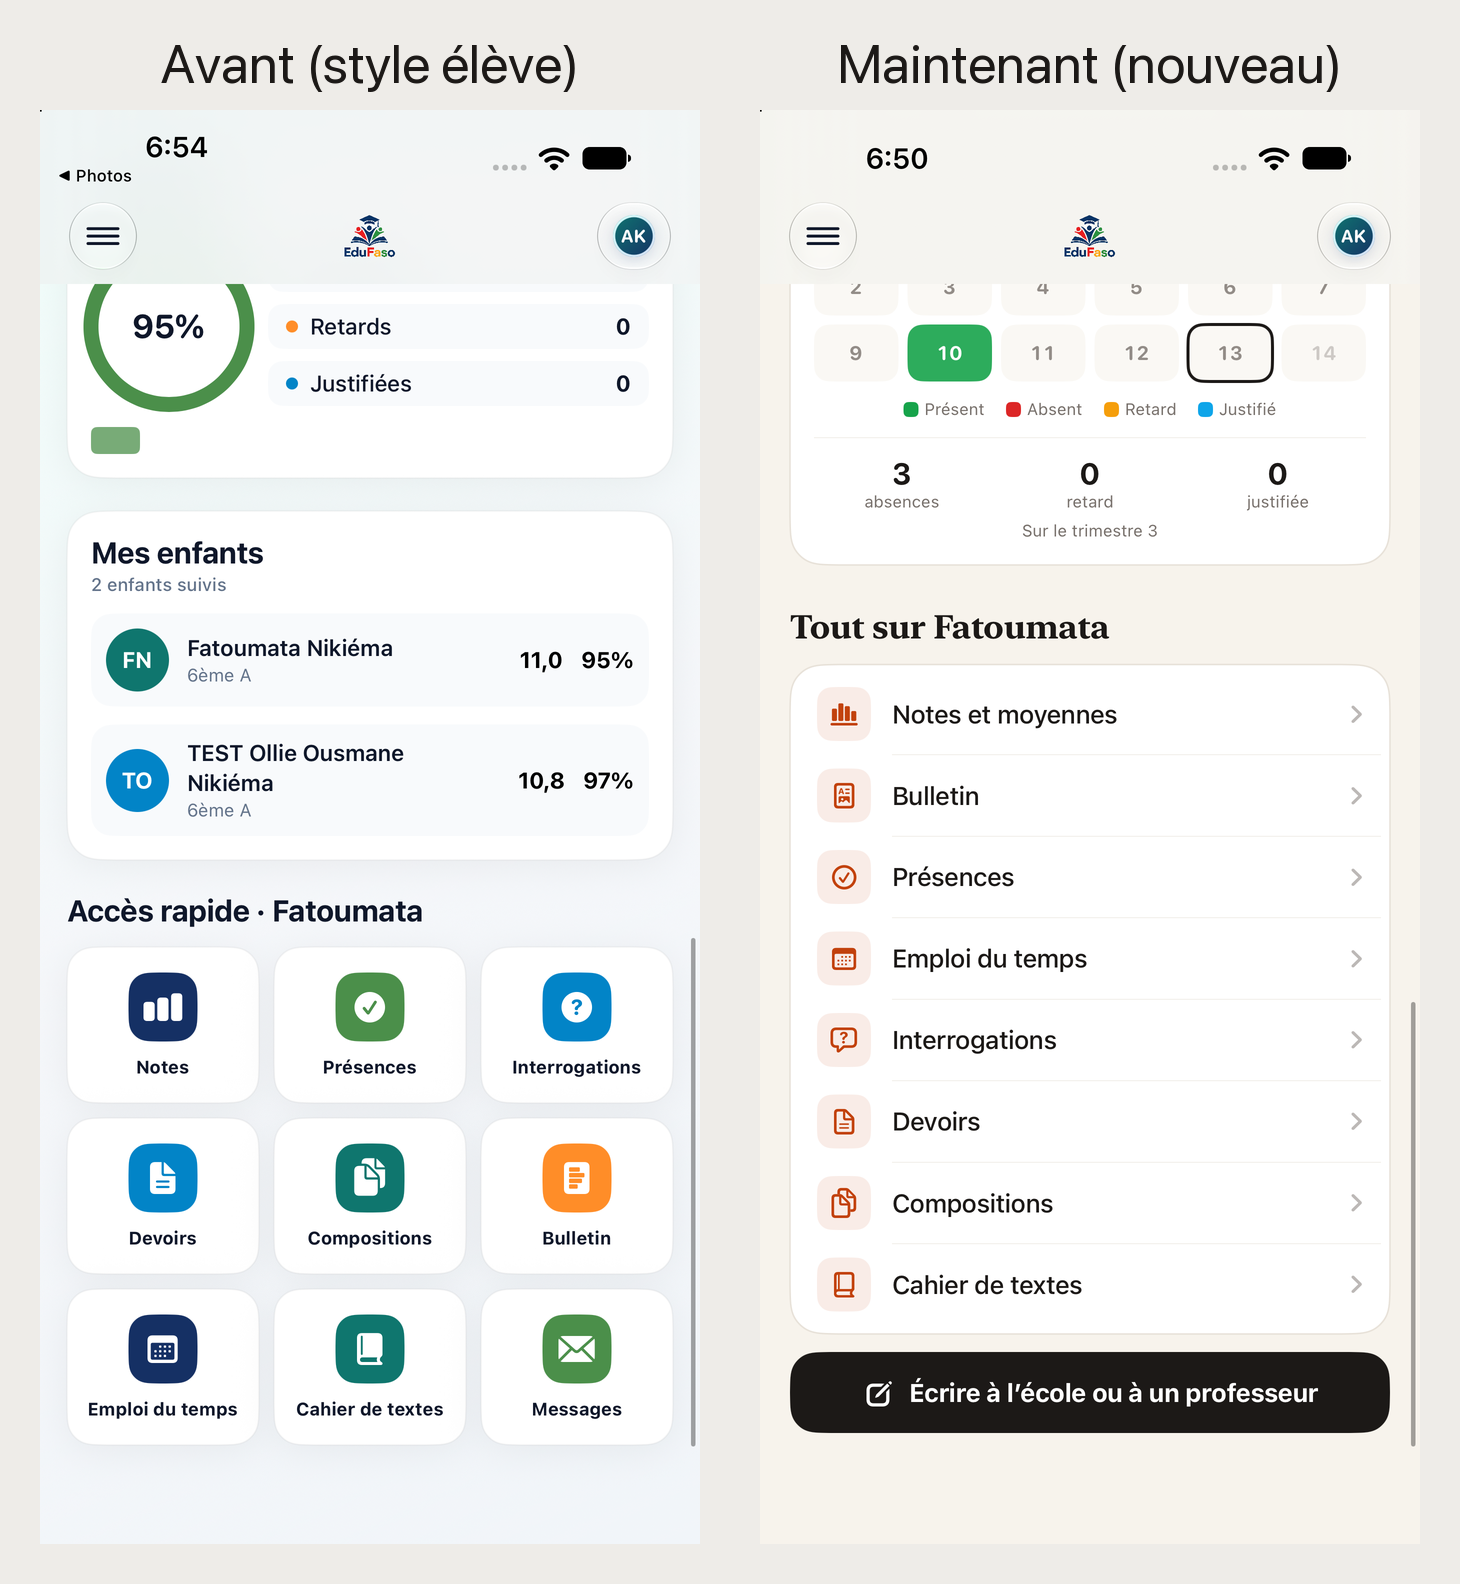 Avant (style élève)
6:54
◀ Photos
EduFaso
AK
95%
Retards 0
Justifiées 0
Mes enfants
2 enfants suivis
FN
Fatoumata Nikiéma
6ème A
11,0 95%
TO
TEST Ollie Ousmane
Nikiéma
6ème A
10,8 97%
Accès rapide · Fatoumata
Notes
Présences
Interrogations
Devoirs
Compositions
Bulletin
Emploi du temps
Cahier de textes
Messages
Maintenant (nouveau)
6:50
EduFaso
AK
2 3 4 5 6 7
9 10 11 12 13 14
Présent Absent Retard Justifié
3 0 0
absences retard justifiée
Sur le trimestre 3
Tout sur Fatoumata
Notes et moyennes
Bulletin
Présences
Emploi du temps
Interrogations
Devoirs
Compositions
Cahier de textes
Écrire à l’école ou à un professeur